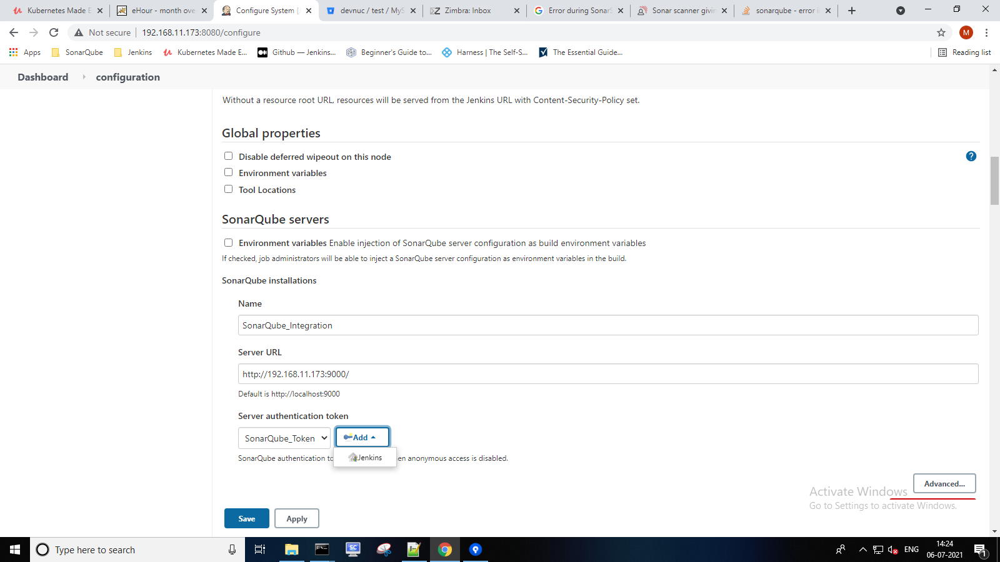 Kubernetes Made E
eHour - month ove
Configure System [
devnuc / test / MyS
Zimbra: Inbox
Error during SonarS
Sonar scanner givin
sonarqube - error i
Not secure
192.168.11.173:8080/configure
M
Apps
SonarQube
Jenkins
Kubernetes Made E...
Github — Jenkins...
Beginner's Guide to...
Harness | The Self-S...
The Essential Guide...
Reading list
Dashboard
configuration
Without a resource root URL, resources will be served from the Jenkins URL with Content-Security-Policy set.
Global properties
Disable deferred wipeout on this node
?
Environment variables
Tool Locations
SonarQube servers
Environment variables Enable injection of SonarQube server configuration as build environment variables
If checked, job administrators will be able to inject a SonarQube server configuration as environment variables in the build.
SonarQube installations
Name
SonarQube_Integration
Server URL
http://192.168.11.173:9000/
Default is http://localhost:9000
Server authentication token
SonarQube_Token
Add
Jenkins
SonarQube authentication to en anonymous access is disabled.
Advanced...
Activate Windows
Go to Settings to activate Windows.
Save
Apply
Type here to search
SC
ENG
14:24
06-07-2021
1